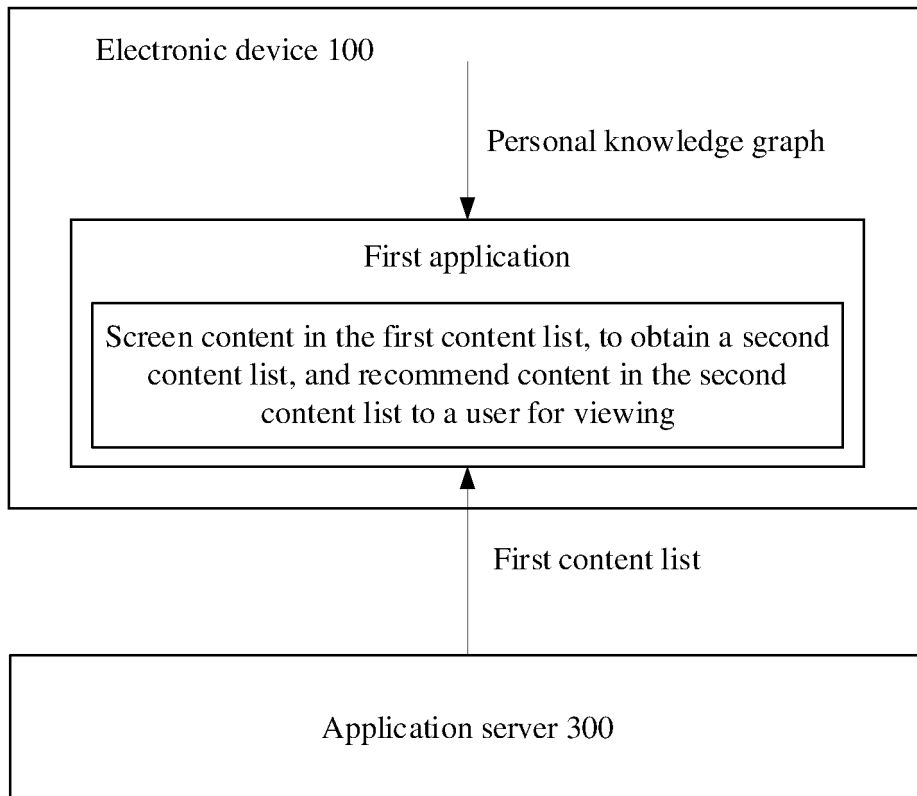 Electronic device 100
Personal knowledge graph
First application
Screen content in the first content list, to obtain a second
content list, and recommend content in the second
content list to a user for viewing
First content list
Application server 300